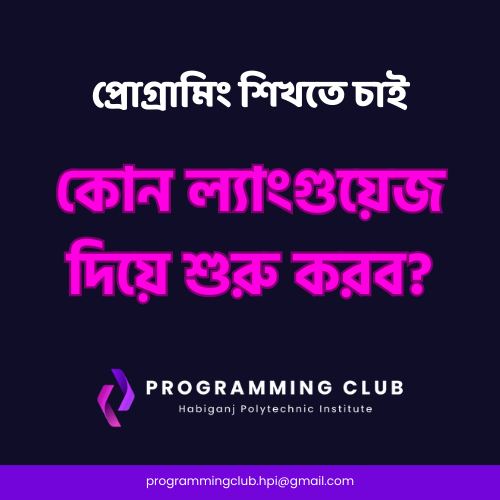 প্রোগ্রামিং শিখতে চাই
কোন ল্যাংগুয়েজ
দিয়ে শুরু করব?
PROGRAMMING CLUB
Habiganj Polytechnic Institute
programmingclub.hpi@gmail.com